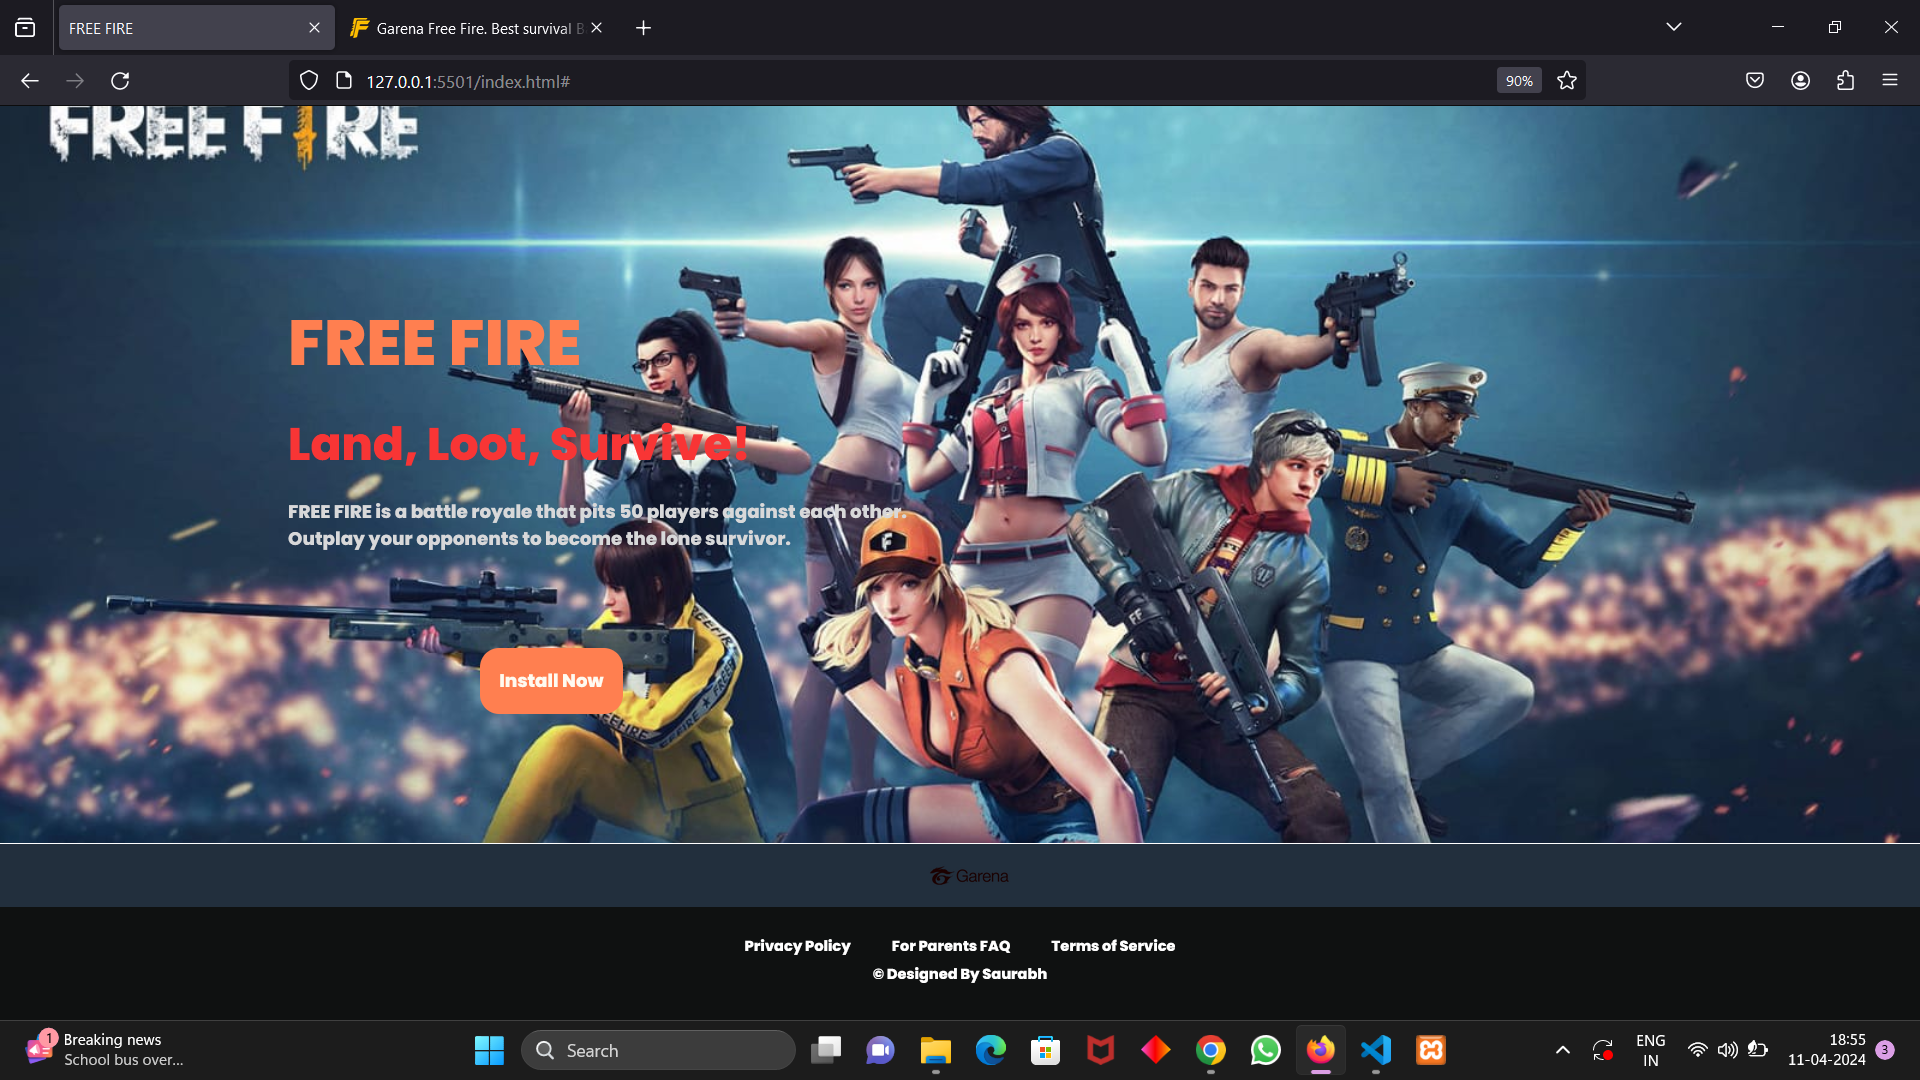 FREE FIRE
Garena Free Fire. Best survival B
127.0.0.1:5501/index.html#
90%
FREE FIRE
FREE FIRE
Land, Loot, Survive!
FREE FIRE is a battle royale that pits 50 players against each other.
Outplay your opponents to become the lone survivor.
Install Now
Garena
Privacy Policy
For Parents FAQ
Terms of Service
© Designed By Saurabh
1
Breaking news
School bus over...
Search
ENG
IN
18:55
11-04-2024
3